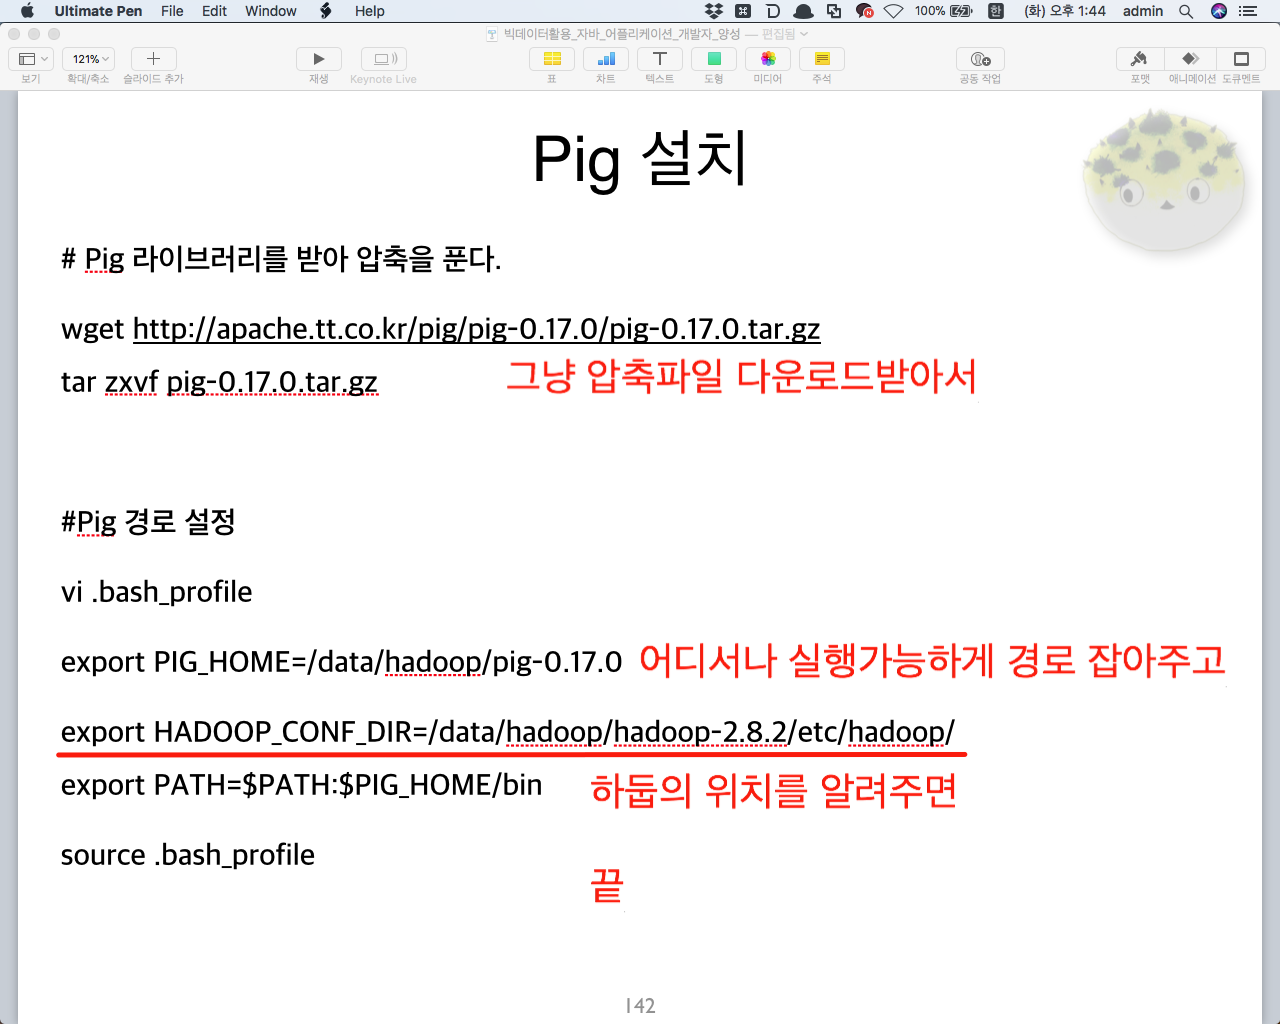 Ultimate Pen File Edit Window Help 100% 한 (화) 오후 1:44 admin
빅데이터활용_자바_어플리케이션_개발자_양성 — 편집됨
121%
보기 확대/축소 슬라이드 추가 재생 Keynote Live 표 차트 텍스트 도형 미디어 주석 공동 작업 포맷 애니메이션 도큐멘트
Pig 설치
# Pig 라이브러리를 받아 압축을 푼다.
wget http://apache.tt.co.kr/pig/pig-0.17.0/pig-0.17.0.tar.gz
그냥 압축파일 다운로드받아서
tar zxvf pig-0.17.0.tar.gz
#Pig 경로 설정
vi .bash_profile
export PIG_HOME=/data/hadoop/pig-0.17.0 어디서나 실행가능하게 경로 잡아주고
export HADOOP_CONF_DIR=/data/hadoop/hadoop-2.8.2/etc/hadoop/
export PATH=$PATH:$PIG_HOME/bin 하둡의 위치를 알려주면
source .bash_profile
끝
142